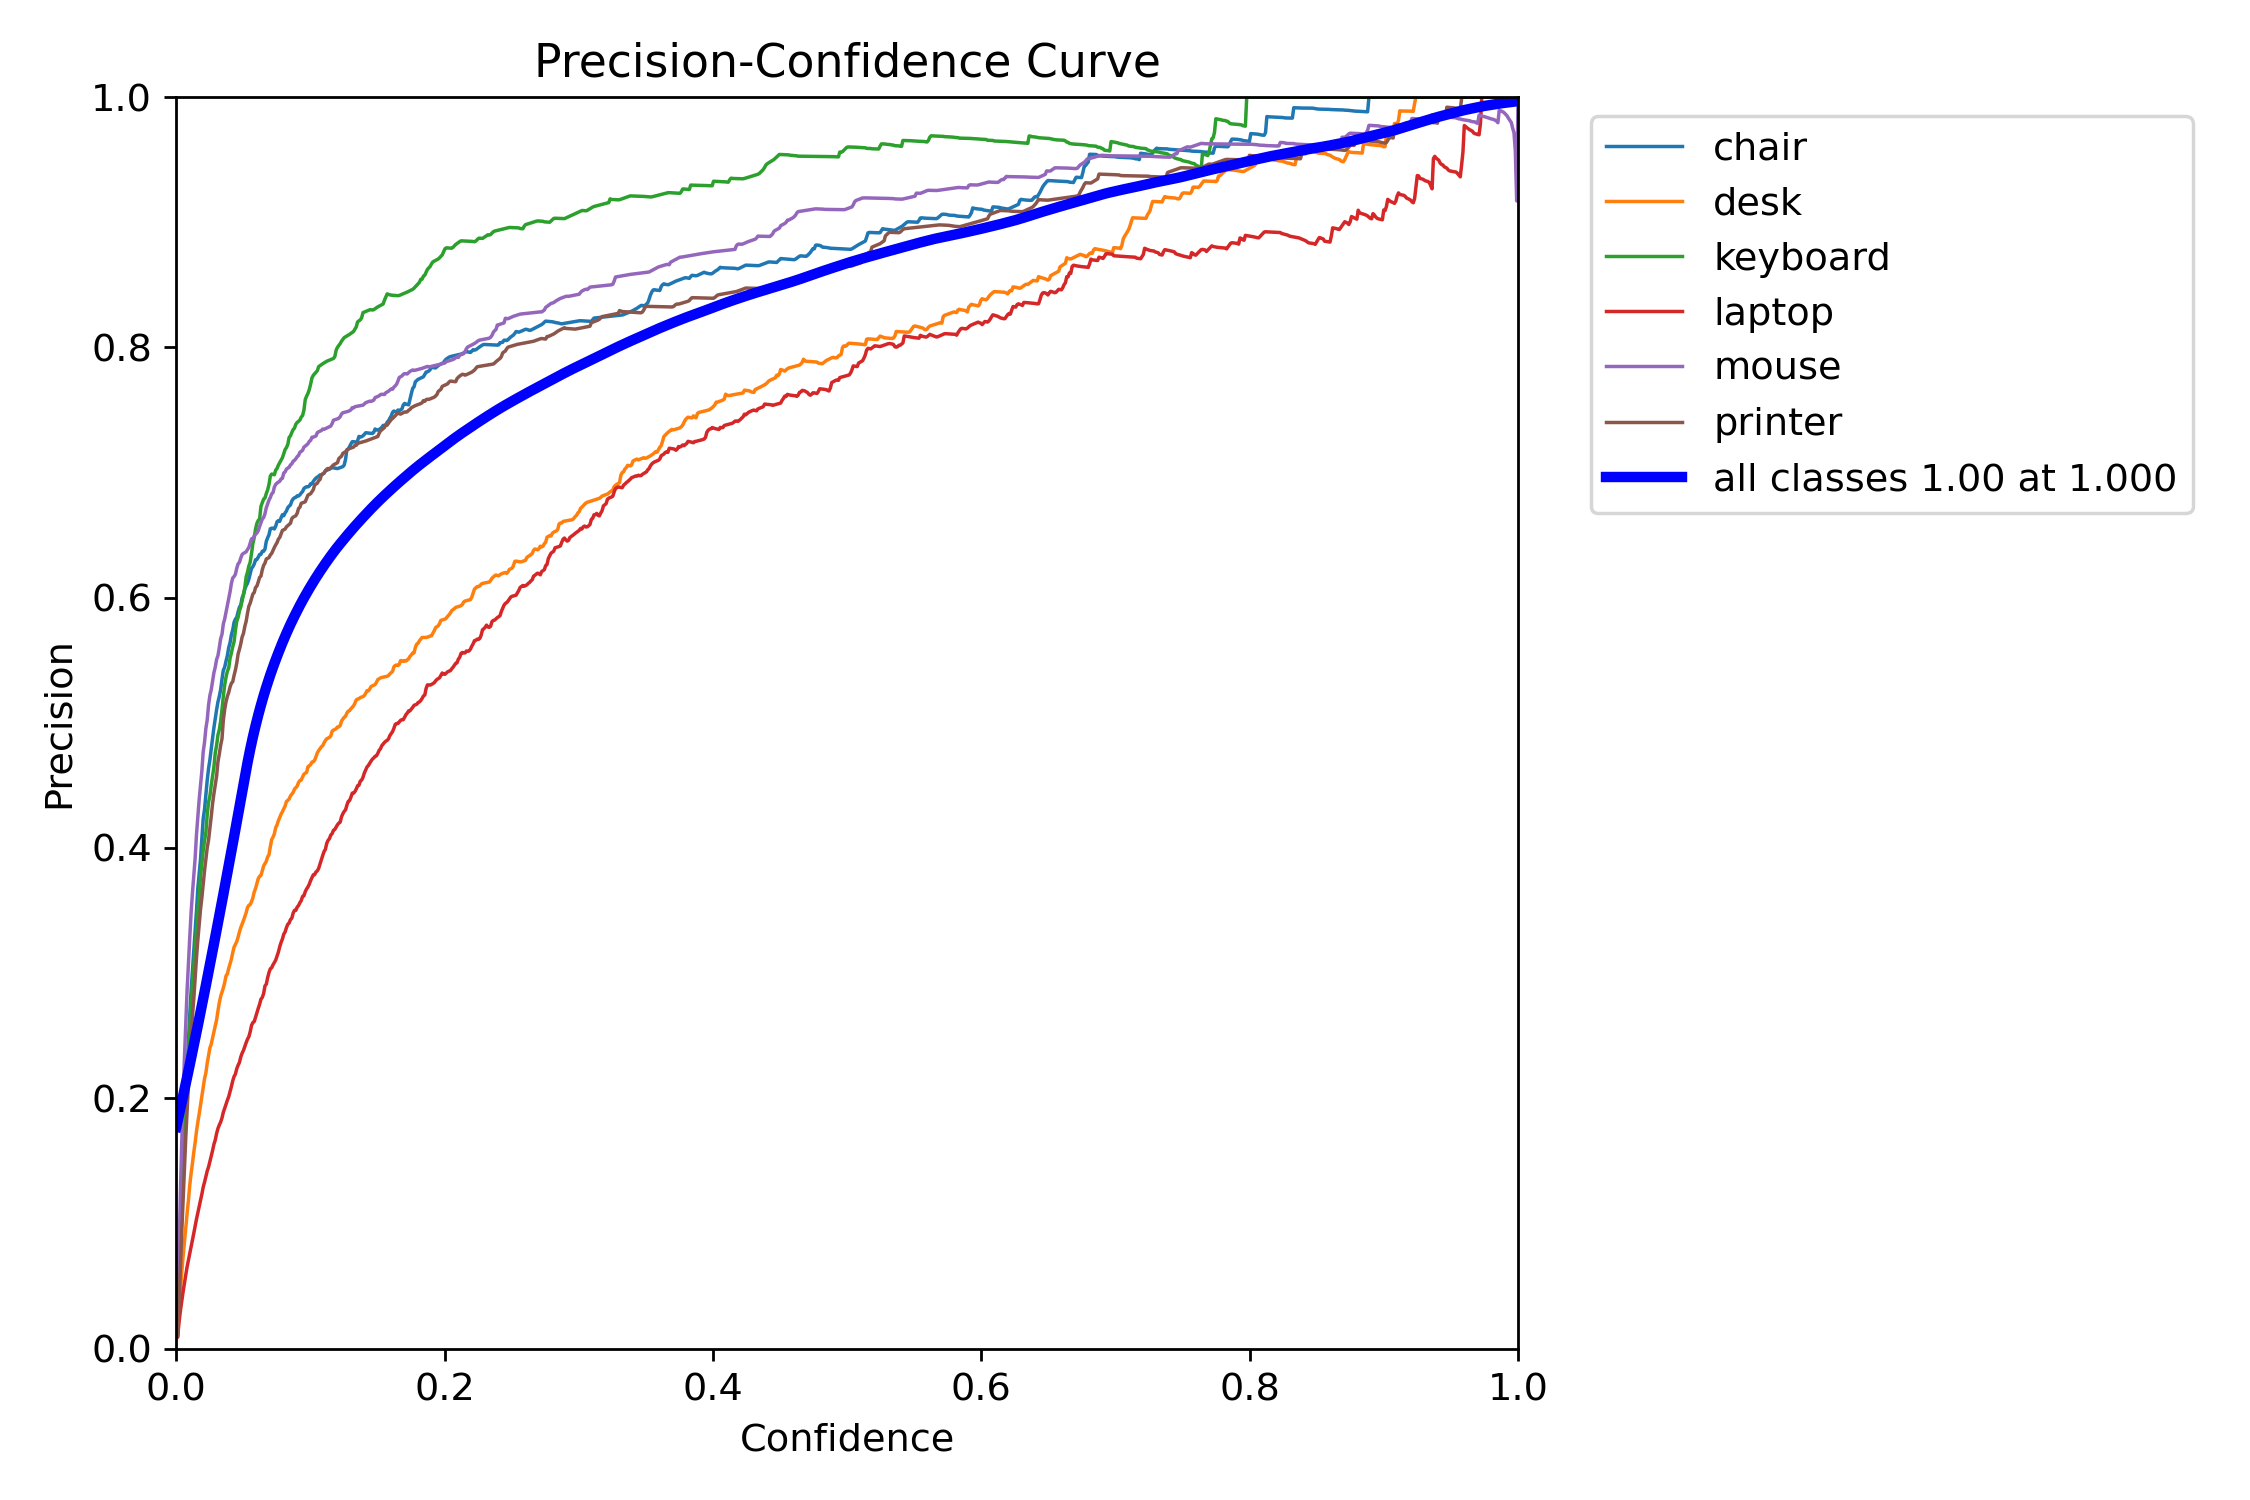 Precision-Confidence Curve
1.0
0.8
0.6
0.4
0.2
0.0
Precision
0.0 0.2 0.4 0.6 0.8 1.0
Confidence
chair
desk
keyboard
laptop
mouse
printer
all classes 1.00 at 1.000